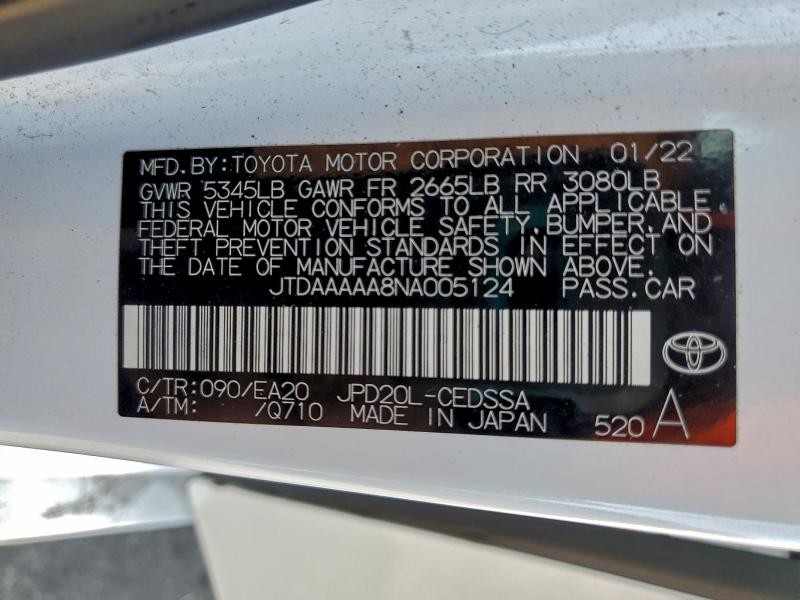 MFD. BY: TOYOTA MOTOR CORPORATION 01/22
GVWR 5345LB GAWR FR 2665LB RR 3080LB
THIS VEHICLE CONFORMS TO ALL APPLICABLE
FEDERAL MOTOR VEHICLE SAFETY, BUMPER, AND
THEFT PREVENTION STANDARDS IN EFFECT ON
THE DATE OF MANUFACTURE SHOWN ABOVE.
JTDAAAAA8NA005124 PASS. CAR
C/TR: 090/EA20 JPD20L-CEDSSA
A/TM: /Q710 MADE IN JAPAN 520 A